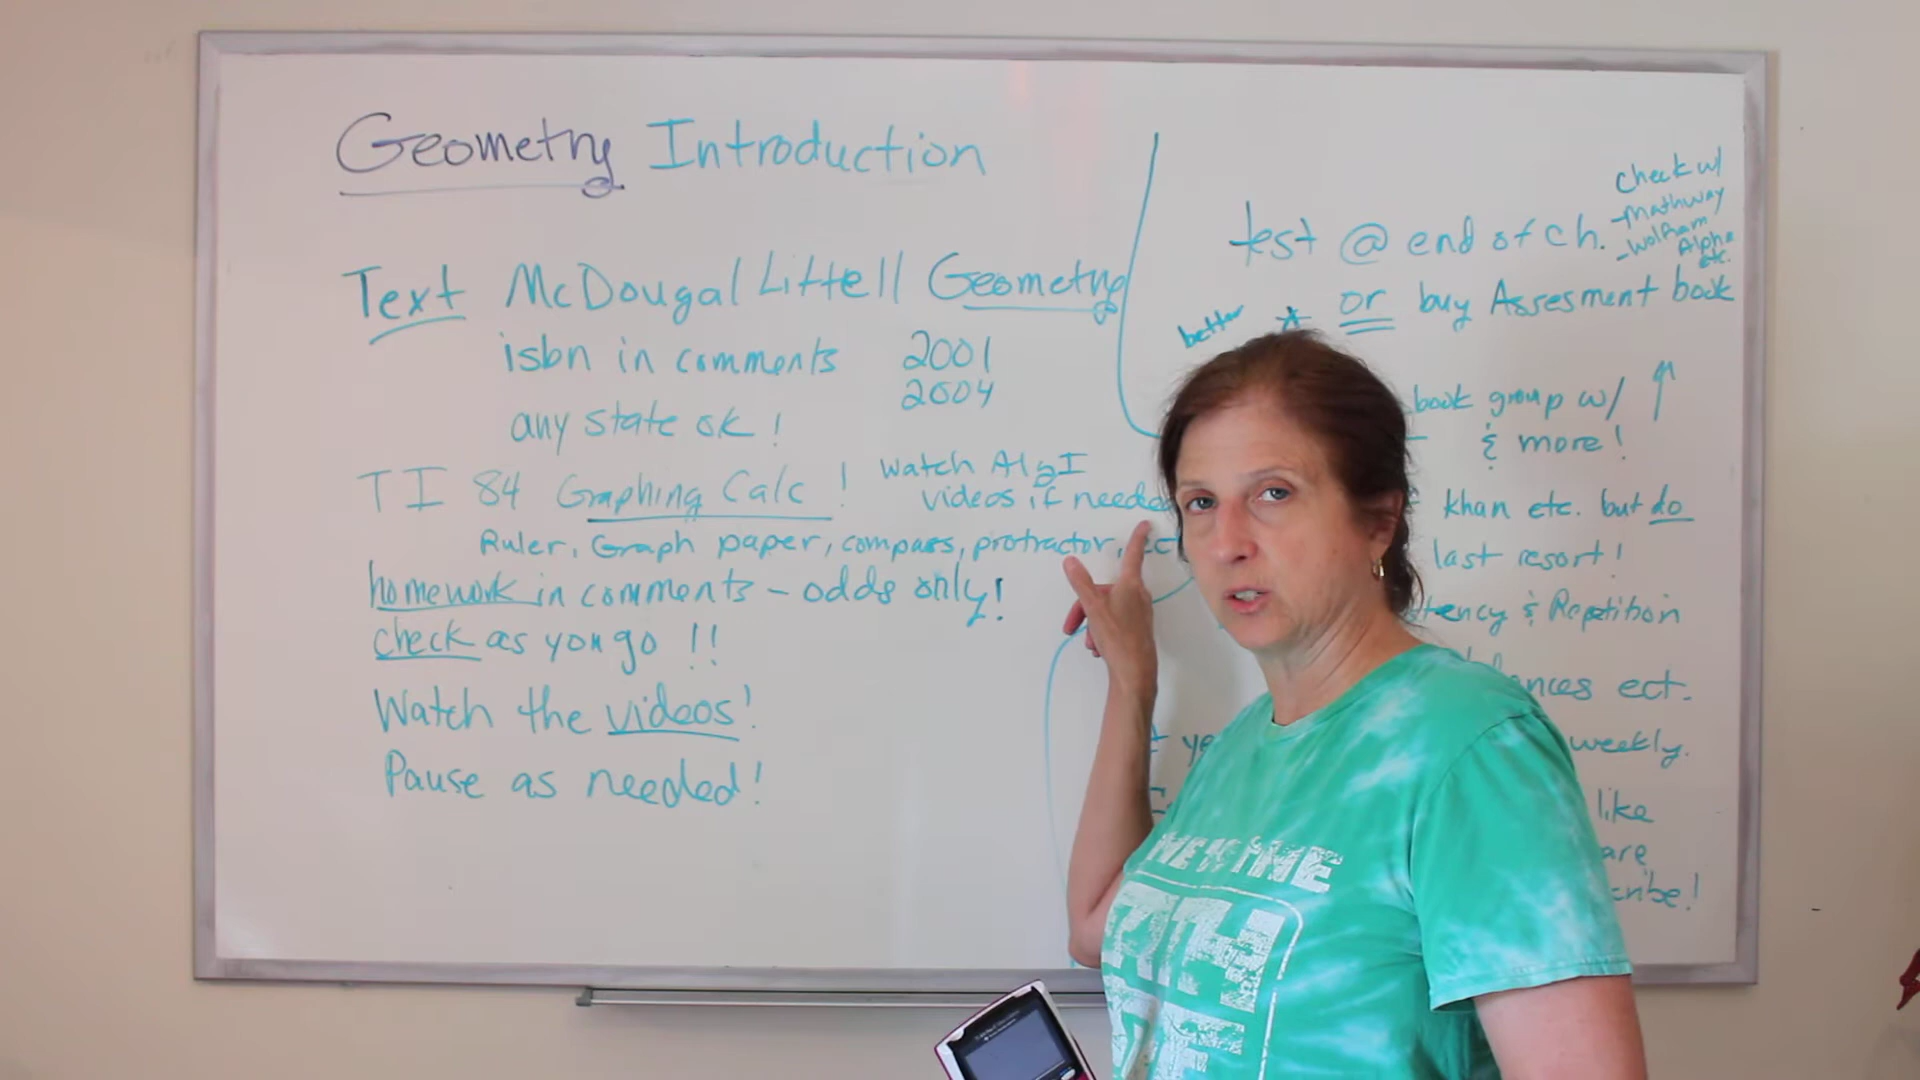 Geometry Introduction
Text McDougal Littell Geometry
isbn in comments 2001
2004
any state ok!
TI 84 Graphing Calc! Watch Alg I
videos if needed
Ruler, Graph paper, compass, protractor,
homework in comments - odds only!
check as you go!!
Watch the videos!
Pause as needed!
check w/
-Mathway
-Wolfram
Alpha
etc.
test @ end of ch.
better or buy Assesment book
book group w/
& more!
khan etc. but do
last resort!
& Repetition
ect.
weekly.
like